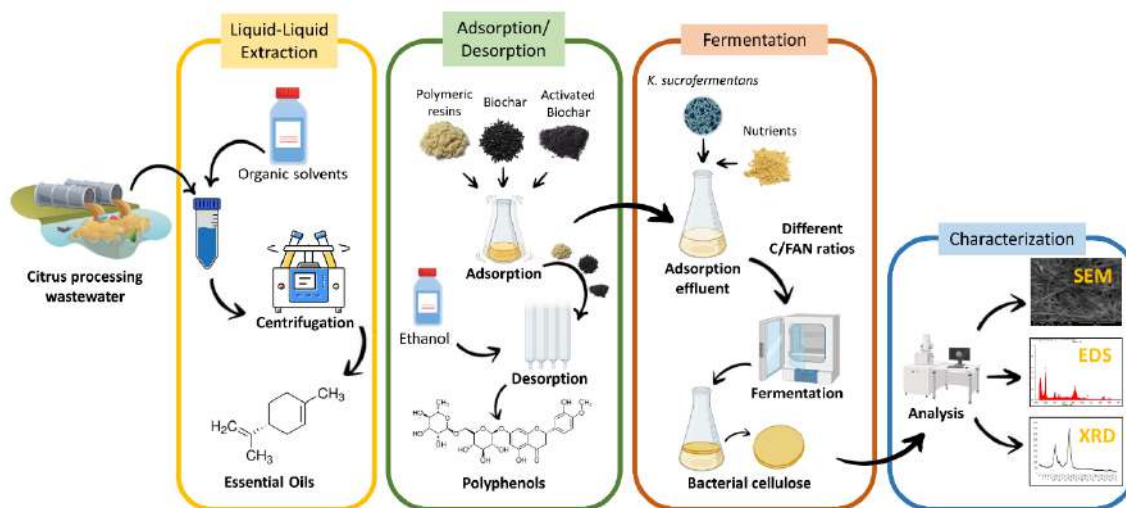 Liquid-Liquid
Extraction
Organic solvents
Citrus processing
wastewater
Centrifugation
CH₃
H₂C
CH₃
Essential Oils
Adsorption/
Desorption
Polymeric
resins
Biochar
Activated
Biochar
Adsorption
Ethanol
Desorption
Polyphenols
Fermentation
K. sucrofermentans
Nutrients
Adsorption
effluent
Different
C/FAN ratios
Fermentation
Bacterial cellulose
Characterization
SEM
EDS
XRD
Analysis